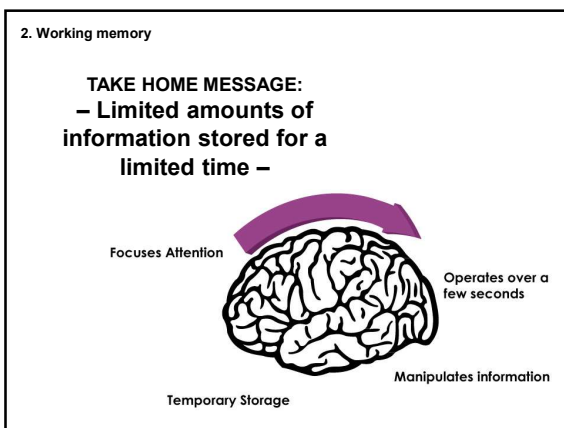 2. Working memory
TAKE HOME MESSAGE:
– Limited amounts of
information stored for a
limited time –
Focuses Attention
Operates over a
few seconds
Manipulates information
Temporary Storage